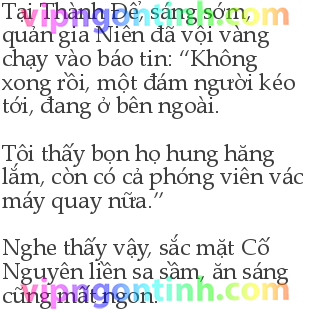 Tại Thành Đế, sáng sớm,
vipngontinh.com
quản gia Niên đã vội vàng
chạy vào báo tin: “Không
xong rồi, một đám người kéo
tới, đang ở bên ngoài.
Tôi thấy bọn họ hung hăng
lắm, còn có cả phóng viên vác
máy quay nữa.”
Nghe thấy vậy, sắc mặt Cố
Nguyên liền sa sầm, ăn sáng
vipngontinh.com
cũng mất ngon.